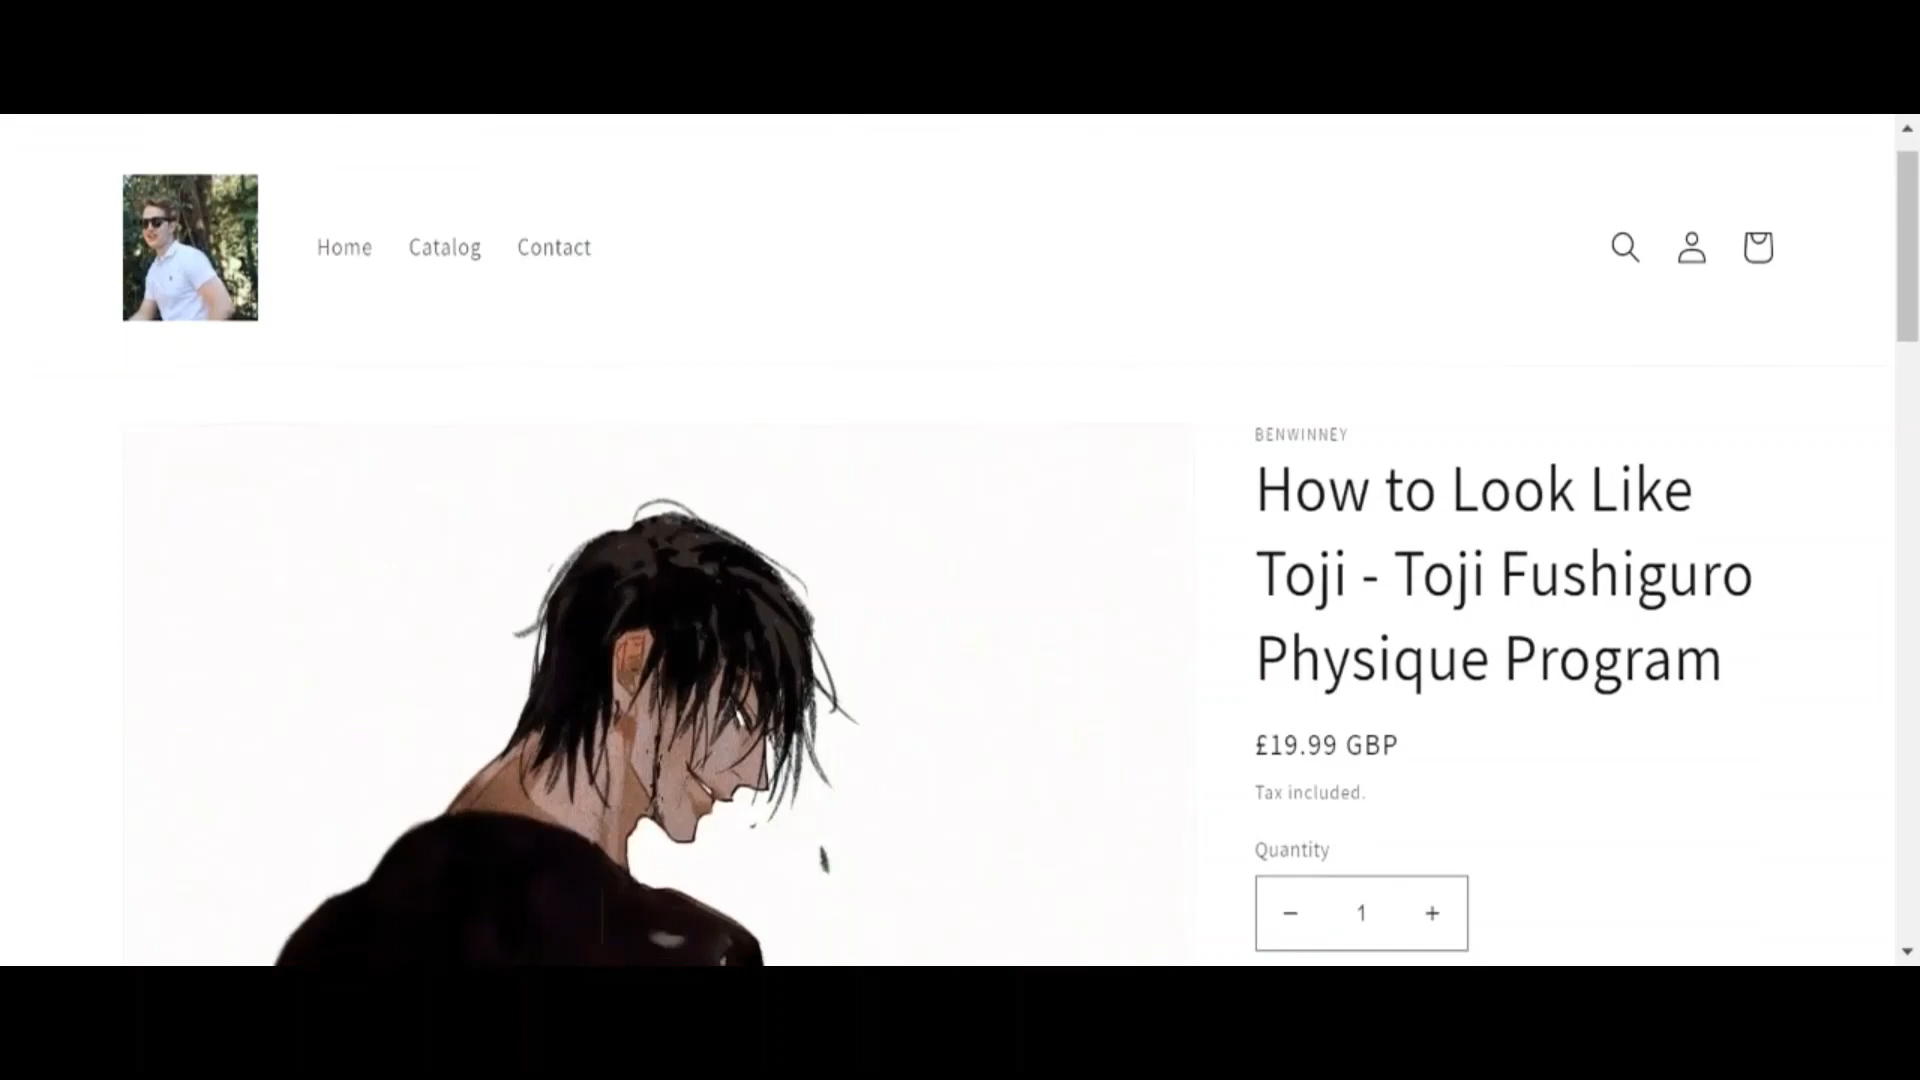 Home Catalog Contact
BENWINNEY
How to Look Like
Toji - Toji Fushiguro
Physique Program
£19.99 GBP
Tax included.
Quantity
− 1 +